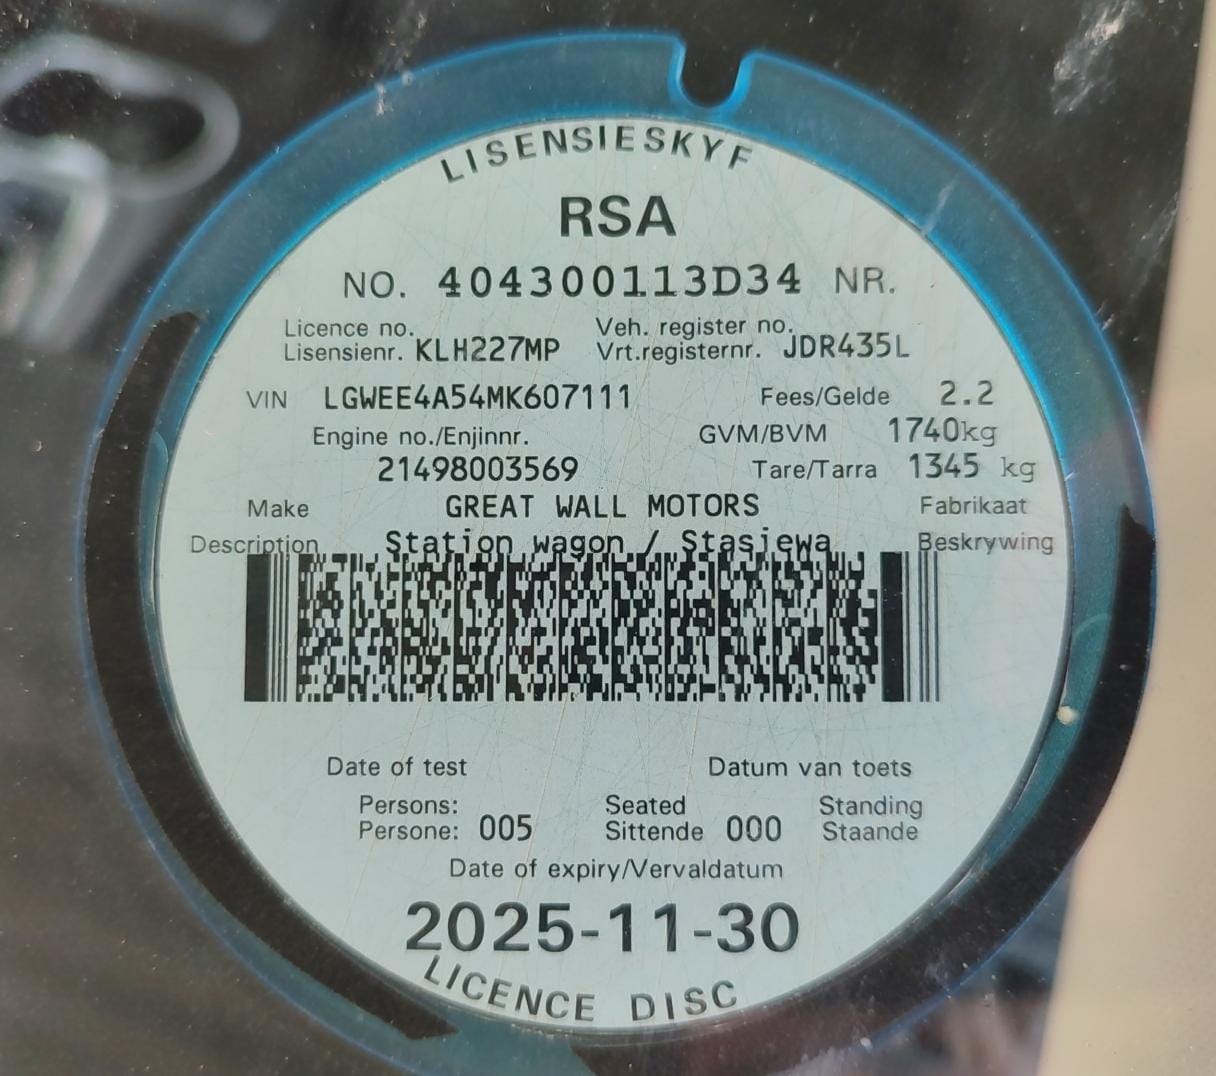 LISENSIESKYF
RSA
NO. 404300113D34 NR.
Licence no. Veh. register no.
Lisensienr. KLH227MP Vrt.registernr. JDR435L
VIN LGWEE4A54MK607111 Fees/Gelde 2.2
Engine no./Enjinnr. GVM/BVM 1740kg
21498003569 Tare/Tarra 1345 kg
Make GREAT WALL MOTORS Fabrikaat
Description Station wagon / Stasiewa Beskrywing
Date of test Datum van toets
Persons: Seated Standing
Persone: 005 Sittende 000 Staande
Date of expiry/Vervaldatum
2025-11-30
LICENCE DISC